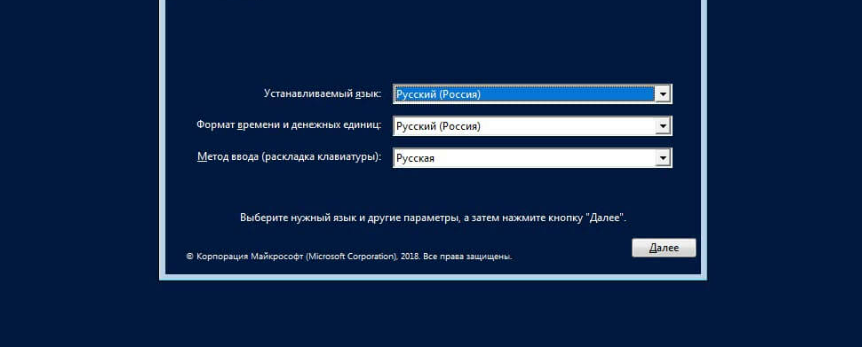 Устанавливаемый язык: Русский (Россия)
Формат времени и денежных единиц: Русский (Россия)
Метод ввода (раскладка клавиатуры): Русская
Выберите нужный язык и другие параметры, а затем нажмите кнопку "Далее".
Далее
© Корпорация Майкрософт (Microsoft Corporation), 2018. Все права защищены.